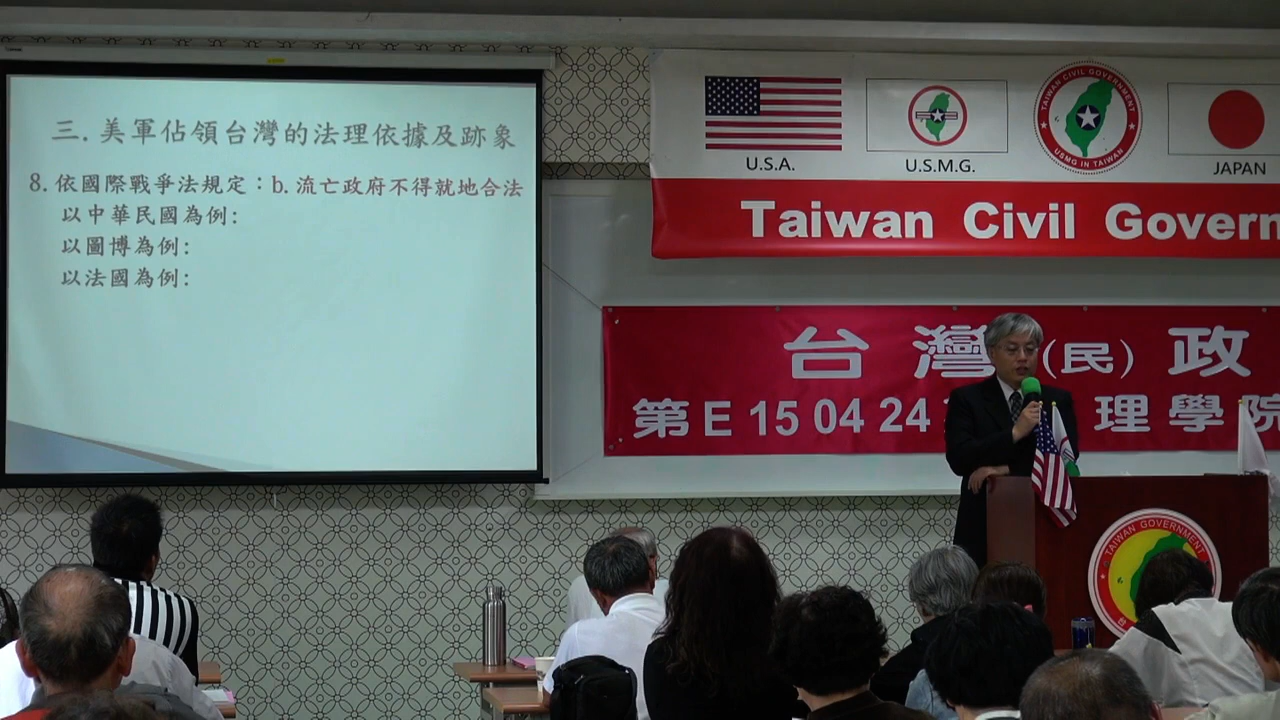 三. 美軍佔領台灣的法理依據及跡象
8. 依國際戰爭法規定：b. 流亡政府不得就地合法
以中華民國為例:
以圖博為例:
以法國為例:
U.S.A.
U.S.M.G.
TAIWAN CIVIL GOVERNMENT
USMG IN TAIWAN
JAPAN
Taiwan Civil Govern
台灣(民)政
第E 15 04 24
理學院
TAIWAN GOVERNMENT